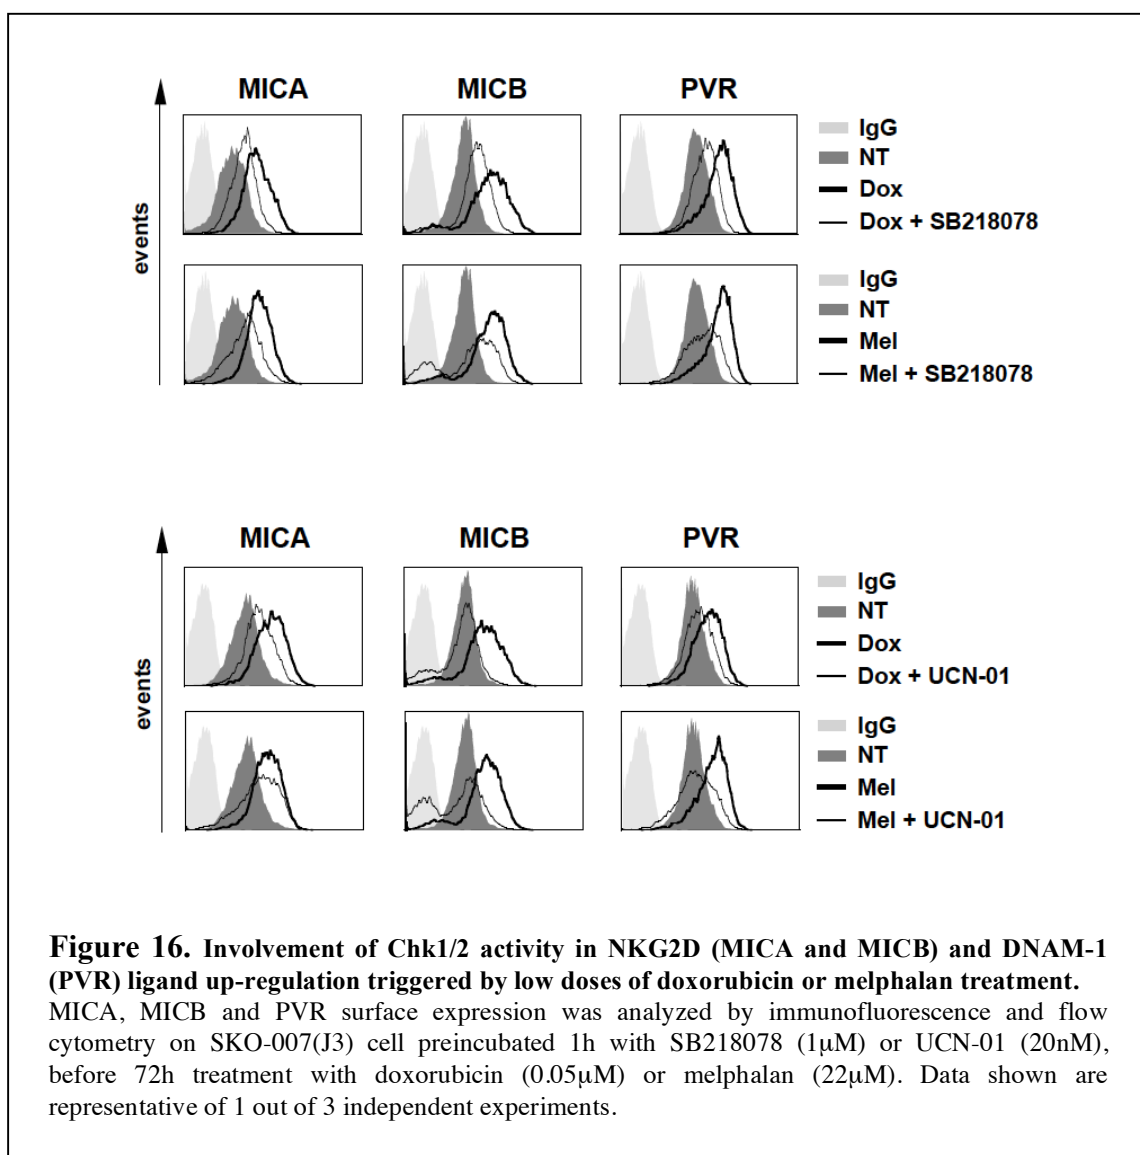 MICA MICB PVR
events
IgG
NT
Dox
Dox + SB218078
IgG
NT
Mel
Mel + SB218078
MICA MICB PVR
events
IgG
NT
Dox
Dox + UCN-01
IgG
NT
Mel
Mel + UCN-01
Figure 16. Involvement of Chk1/2 activity in NKG2D (MICA and MICB) and DNAM-1
(PVR) ligand up-regulation triggered by low doses of doxorubicin or melphalan treatment.
MICA, MICB and PVR surface expression was analyzed by immunofluorescence and flow
cytometry on SKO-007(J3) cell preincubated 1h with SB218078 (1μM) or UCN-01 (20nM),
before 72h treatment with doxorubicin (0.05μM) or melphalan (22μM). Data shown are
representative of 1 out of 3 independent experiments.